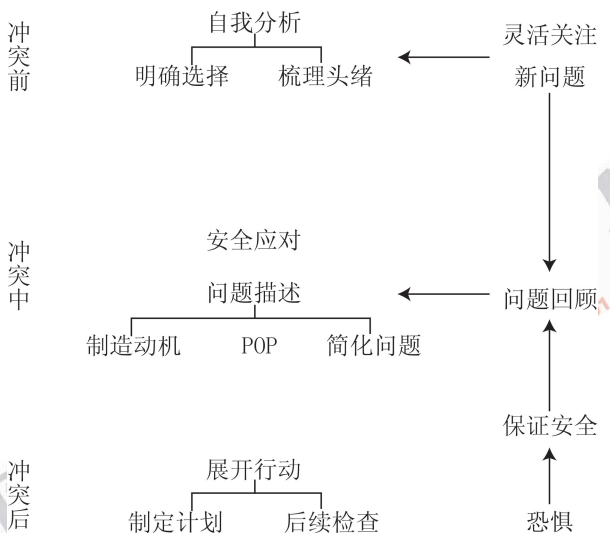 冲突前
自我分析
明确选择 梳理头绪
灵活关注
新问题
冲突中
安全应对
问题描述
制造动机 POP 简化问题
问题回顾
保证安全
冲突后
展开行动
制定计划 后续检查
恐惧